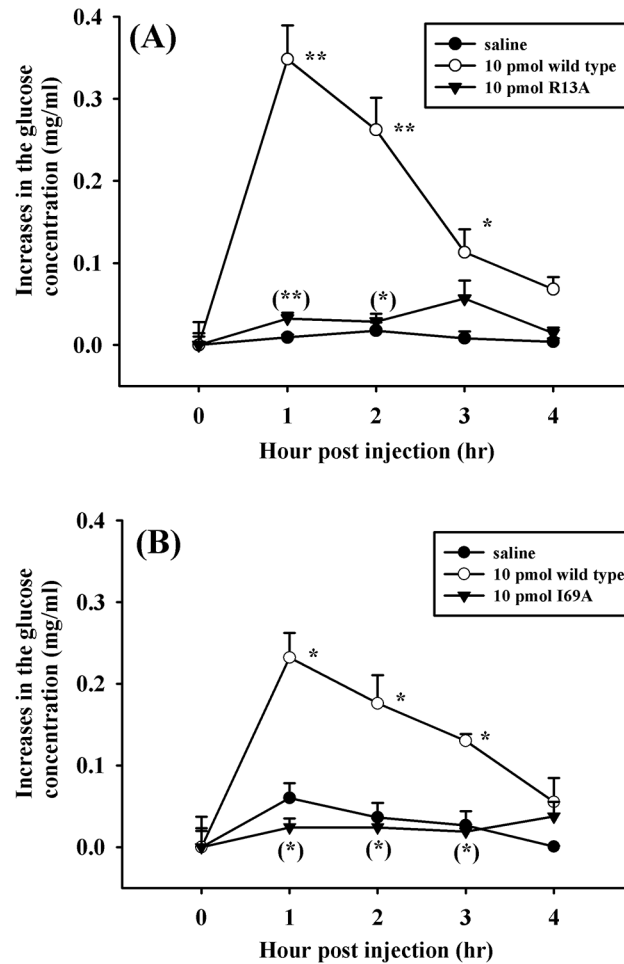 (A)
saline
10 pmol wild type
10 pmol R13A
Increases in the glucose
concentration (mg/ml)
0.4
0.3
0.2
0.1
0.0
**
**
*
(**)
(*)
0 1 2 3 4
Hour post injection (hr)
(B)
saline
10 pmol wild type
10 pmol I69A
Increases in the glucose
concentration (mg/ml)
0.4
0.3
0.2
0.1
0.0
*
*
*
(*) (*) (*)
0 1 2 3 4
Hour post injection (hr)